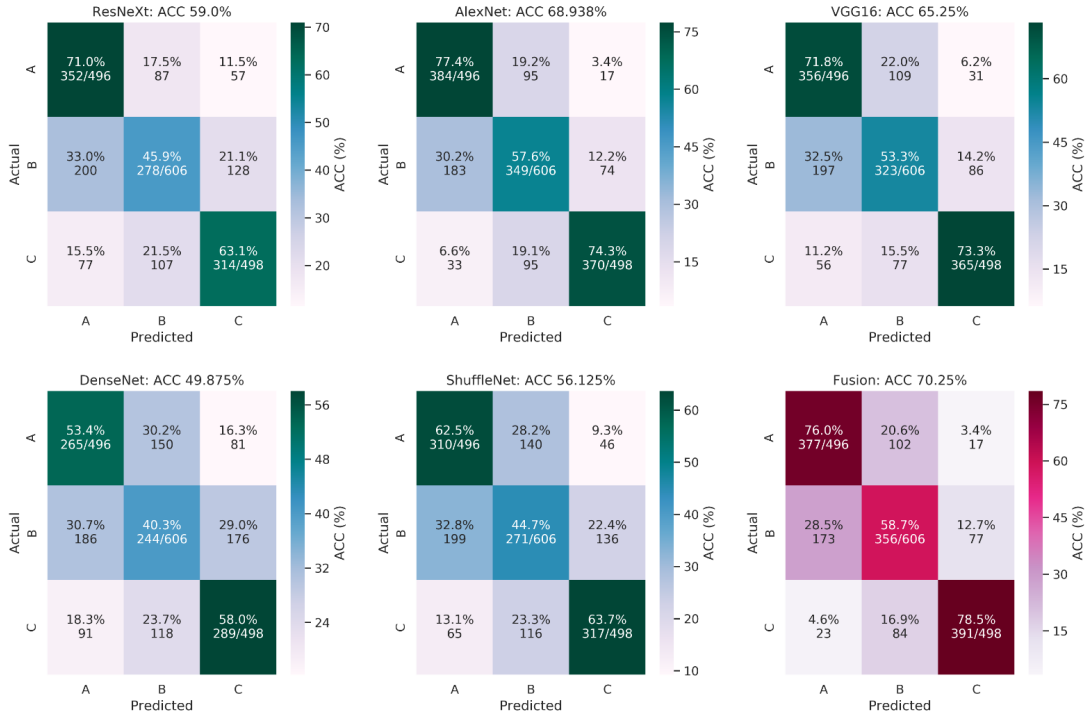 ResNeXt: ACC 59.0%
71.0% 17.5% 11.5%
352/496 87 57
33.0% 45.9% 21.1%
200 278/606 128
15.5% 21.5% 63.1%
77 107 314/498
A
B
C
Actual
A B C
Predicted
70
60
50
40
30
20
ACC (%)
AlexNet: ACC 68.938%
77.4% 19.2% 3.4%
384/496 95 17
30.2% 57.6% 12.2%
183 349/606 74
6.6% 19.1% 74.3%
33 95 370/498
A
B
C
Actual
A B C
Predicted
75
60
45
30
15
ACC (%)
VGG16: ACC 65.25%
71.8% 22.0% 6.2%
356/496 109 31
32.5% 53.3% 14.2%
197 323/606 86
11.2% 15.5% 73.3%
56 77 365/498
A
B
C
Actual
A B C
Predicted
60
45
30
15
ACC (%)
DenseNet: ACC 49.875%
53.4% 30.2% 16.3%
265/496 150 81
30.7% 40.3% 29.0%
186 244/606 176
18.3% 23.7% 58.0%
91 118 289/498
A
B
C
Actual
A B C
Predicted
56
48
40
32
24
ACC (%)
ShuffleNet: ACC 56.125%
62.5% 28.2% 9.3%
310/496 140 46
32.8% 44.7% 22.4%
199 271/606 136
13.1% 23.3% 63.7%
65 116 317/498
A
B
C
Actual
A B C
Predicted
60
50
40
30
20
10
ACC (%)
Fusion: ACC 70.25%
76.0% 20.6% 3.4%
377/496 102 17
28.5% 58.7% 12.7%
173 356/606 77
4.6% 16.9% 78.5%
23 84 391/498
A
B
C
Actual
A B C
Predicted
75
60
45
30
15
ACC (%)